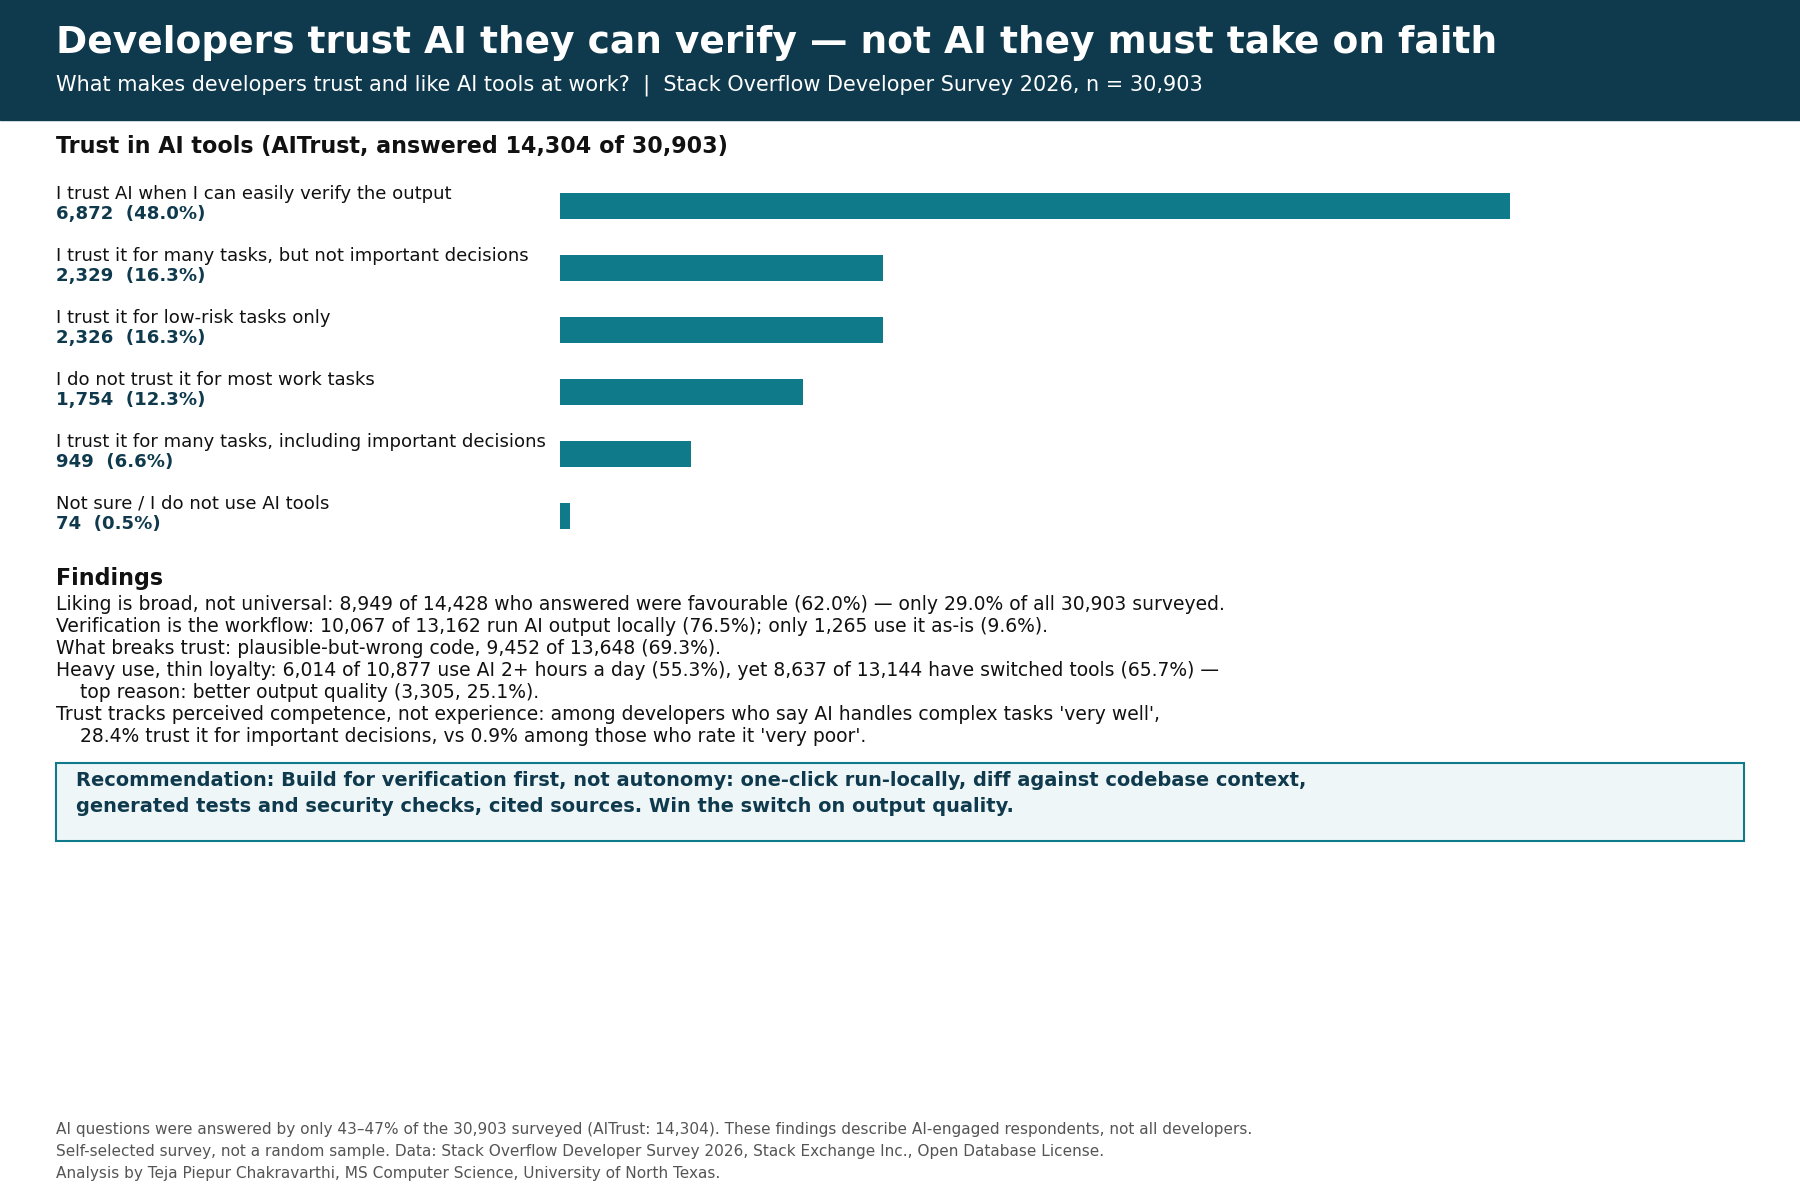 Developers trust AI they can verify — not AI they must take on faith
What makes developers trust and like AI tools at work?  |  Stack Overflow Developer Survey 2026, n = 30,903
Trust in AI tools (AITrust, answered 14,304 of 30,903)
I trust AI when I can easily verify the output
6,872  (48.0%)
I trust it for many tasks, but not important decisions
2,329  (16.3%)
I trust it for low-risk tasks only
2,326  (16.3%)
I do not trust it for most work tasks
1,754  (12.3%)
I trust it for many tasks, including important decisions
949  (6.6%)
Not sure / I do not use AI tools
74  (0.5%)
Findings
Liking is broad, not universal: 8,949 of 14,428 who answered were favourable (62.0%) — only 29.0% of all 30,903 surveyed.
Verification is the workflow: 10,067 of 13,162 run AI output locally (76.5%); only 1,265 use it as-is (9.6%).
What breaks trust: plausible-but-wrong code, 9,452 of 13,648 (69.3%).
Heavy use, thin loyalty: 6,014 of 10,877 use AI 2+ hours a day (55.3%), yet 8,637 of 13,144 have switched tools (65.7%) —
top reason: better output quality (3,305, 25.1%).
Trust tracks perceived competence, not experience: among developers who say AI handles complex tasks 'very well',
28.4% trust it for important decisions, vs 0.9% among those who rate it 'very poor'.
Recommendation: Build for verification first, not autonomy: one-click run-locally, diff against codebase context,
generated tests and security checks, cited sources. Win the switch on output quality.
AI questions were answered by only 43–47% of the 30,903 surveyed (AITrust: 14,304). These findings describe AI-engaged respondents, not all developers.
Self-selected survey, not a random sample. Data: Stack Overflow Developer Survey 2026, Stack Exchange Inc., Open Database License.
Analysis by Teja Piepur Chakravarthi, MS Computer Science, University of North Texas.